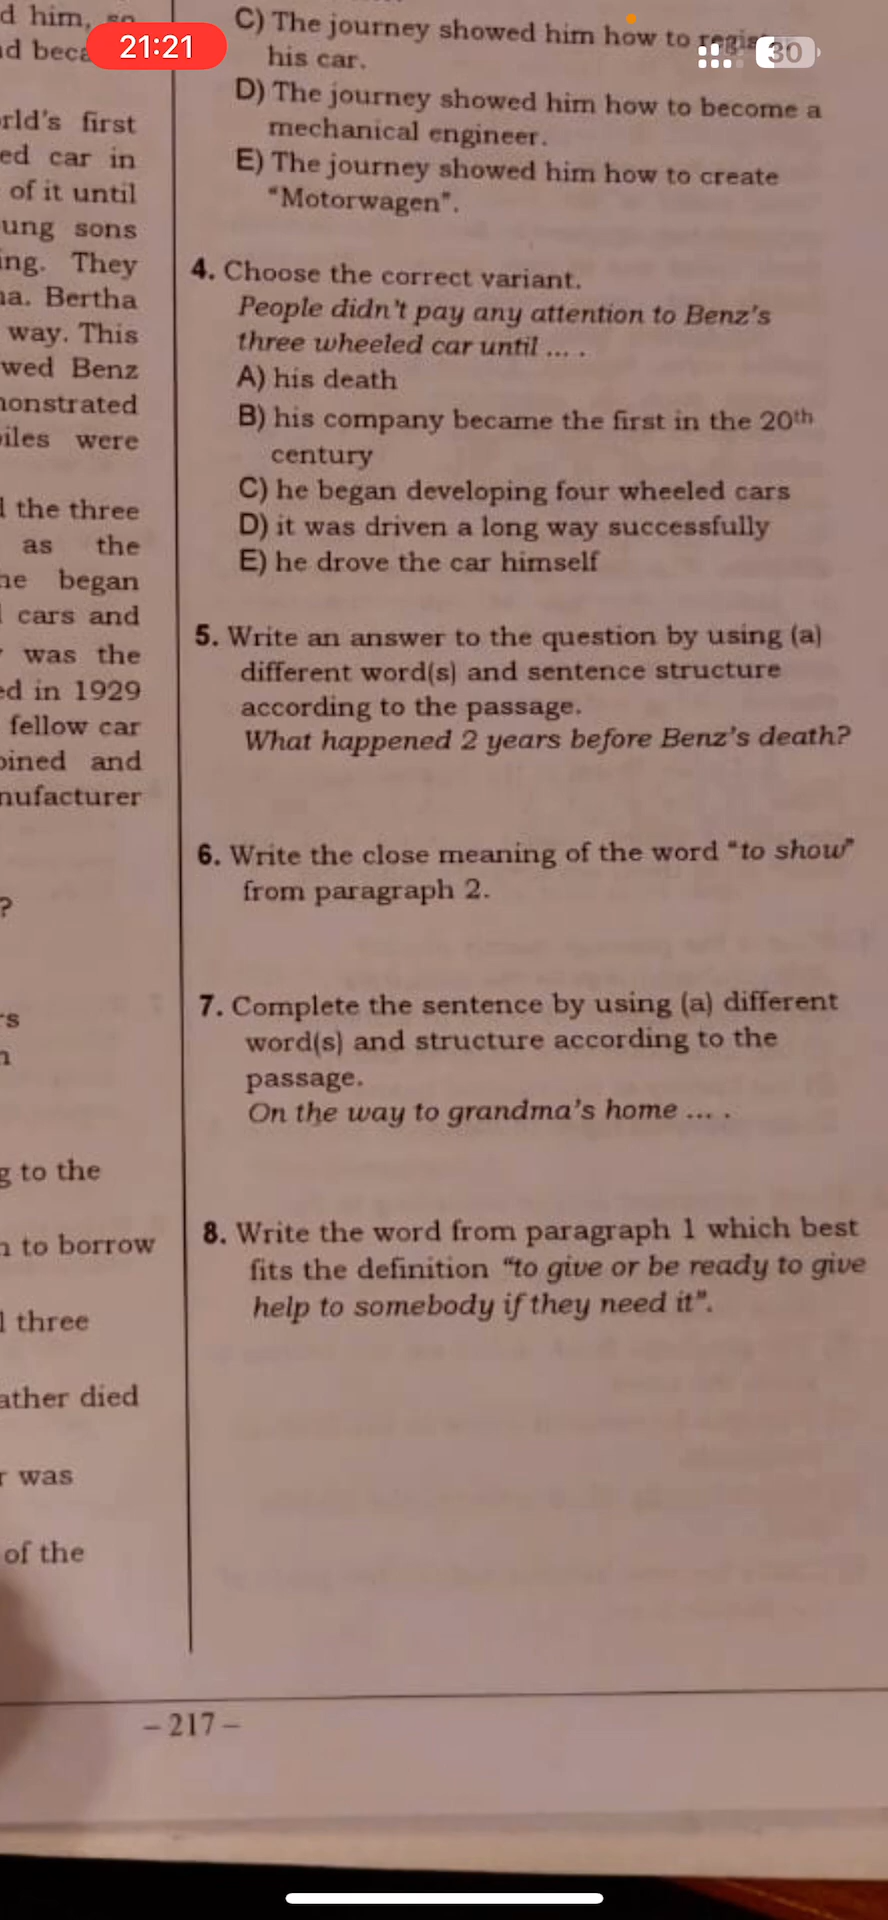 21:21
30
d him, so
rld's first
ed car in
of it until
ung sons
ing. They
na. Bertha
way. This
wed Benz
nonstrated
iles were
l the three
as the
he began
l cars and
was the
ed in 1929
fellow car
oined and
nufacturer
?
rs
n
g to the
n to borrow
l three
ather died
r was
of the
C) The journey showed him how to
his car.
D) The journey showed him how to become a
mechanical engineer.
E) The journey showed him how to create
"Motorwagen".
4. Choose the correct variant.
People didn't pay any attention to Benz's
three wheeled car until ... .
A) his death
B) his company became the first in the 20th
century
C) he began developing four wheeled cars
D) it was driven a long way successfully
E) he drove the car himself
5. Write an answer to the question by using (a)
different word(s) and sentence structure
according to the passage.
What happened 2 years before Benz's death?
6. Write the close meaning of the word "to show"
from paragraph 2.
7. Complete the sentence by using (a) different
word(s) and structure according to the
passage.
On the way to grandma's home ... .
8. Write the word from paragraph 1 which best
fits the definition "to give or be ready to give
help to somebody if they need it".
– 217 –